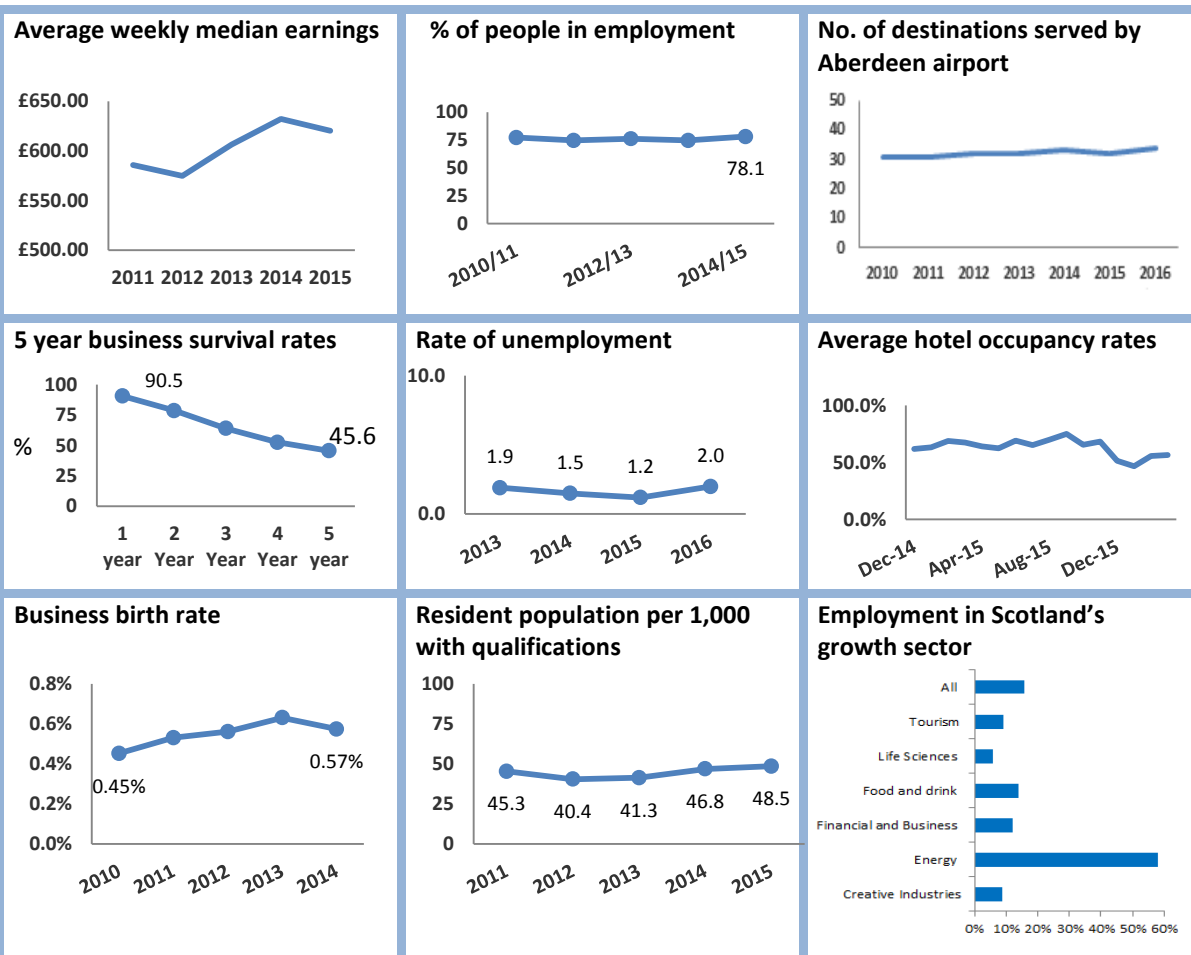 Average weekly median earnings
£650.00
£600.00
£550.00
£500.00
2011 2012 2013 2014 2015
% of people in employment
100
75
50
25
0
78.1
2010/11
2012/13
2014/15
No. of destinations served by
Aberdeen airport
50
40
30
20
10
0
2010 2011 2012 2013 2014 2015 2016
5 year business survival rates
%
100
75
50
25
0
90.5
45.6
1 2 3 4 5
year Year Year Year year
Rate of unemployment
10.0
0.0
1.9 1.5 1.2 2.0
2013 2014 2015 2016
Average hotel occupancy rates
100.0%
50.0%
0.0%
Dec-14 Apr-15 Aug-15 Dec-15
Business birth rate
0.8%
0.6%
0.4%
0.2%
0.0%
0.45%
0.57%
2010 2011 2012 2013 2014
Resident population per 1,000
with qualifications
100
75
50
25
0
45.3 40.4 41.3 46.8 48.5
2011 2012 2013 2014 2015
Employment in Scotland's
growth sector
All
Tourism
Life Sciences
Food and drink
Financial and Business
Energy
Creative Industries
0% 10% 20% 30% 40% 50% 60%